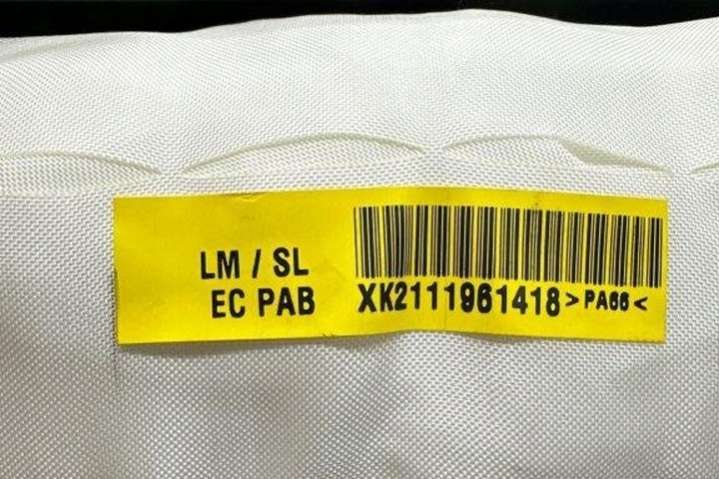 LM / SL
EC PAB
XK2111961418 >PA66<